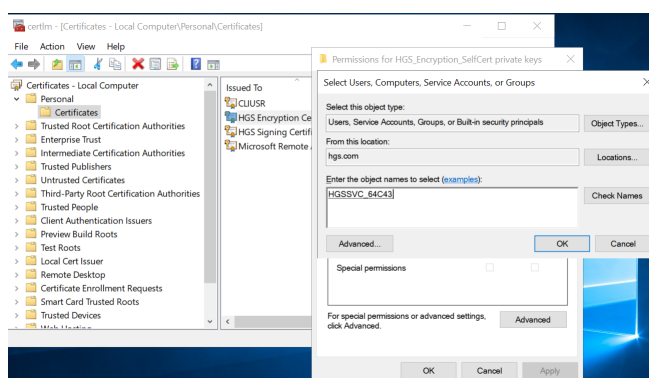 certlm - [Certificates - Local Computer\Personal\Certificates]
File Action View Help
Certificates - Local Computer
Personal
Certificates
Trusted Root Certification Authorities
Enterprise Trust
Intermediate Certification Authorities
Trusted Publishers
Untrusted Certificates
Third-Party Root Certification Authorities
Trusted People
Client Authentication Issuers
Preview Build Roots
Test Roots
Local Cert Issuer
Remote Desktop
Certificate Enrollment Requests
Smart Card Trusted Roots
Trusted Devices
Web Hosting
Issued To
CLIUSR
HGS Encryption Ce
HGS Signing Certifi
Microsoft Remote
Permissions for HGS_Encryption_SelfCert private keys
Select Users, Computers, Service Accounts, or Groups
Select this object type:
Users, Service Accounts, Groups, or Built-in security principals
Object Types...
From this location:
hgs.com
Locations...
Enter the object names to select (examples):
HGSSVC_64C43
Check Names
Advanced...
OK
Cancel
Special permissions
For special permissions or advanced settings,
click Advanced.
Advanced
OK
Cancel
Apply